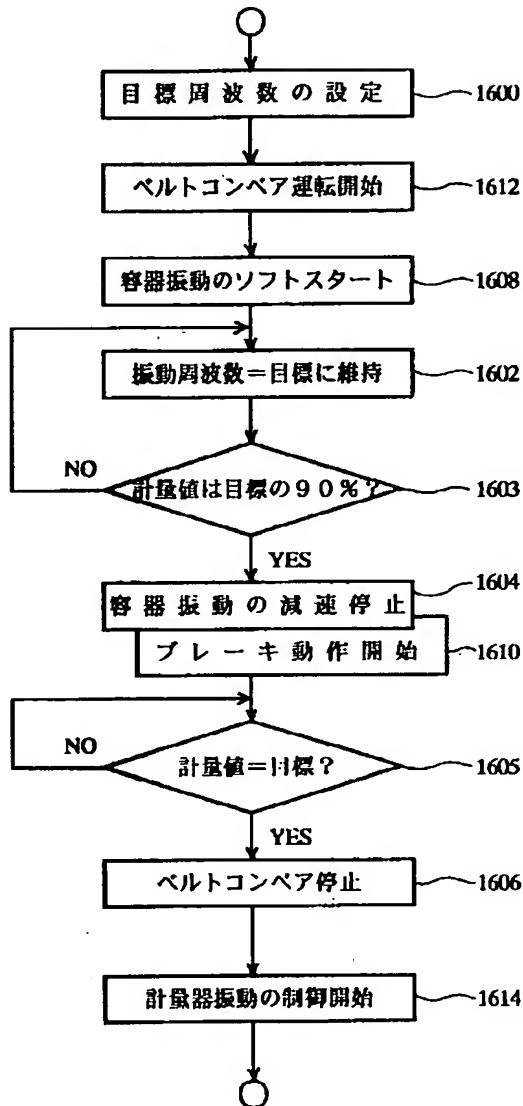 目標周波数の設定
1600
ベルトコンベア運転開始
1612
容器振動のソフトスタート
1608
振動周波数=目標に維持
1602
NO
計量値は目標の90%?
1603
YES
容器振動の減速停止
1604
ブレーキ動作開始
1610
NO
計量値=目標?
1605
YES
ベルトコンベア停止
1606
計量器振動の制御開始
1614